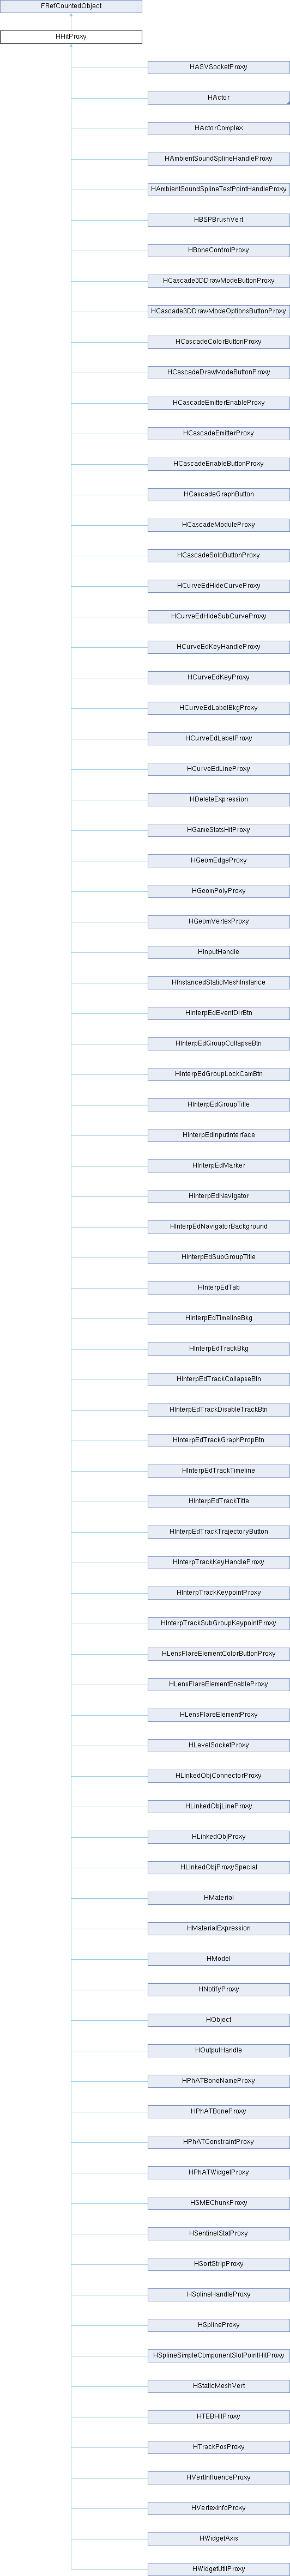 FRefCountedObject
HHitProxy
HASVSocketProxy
HActor
HActorComplex
HAmbientSoundSplineHandleProxy
HAmbientSoundSplineTestPointHandleProxy
HBSPBrushVert
HBoneControlProxy
HCascade3DDrawModeButtonProxy
HCascade3DDrawModeOptionsButtonProxy
HCascadeColorButtonProxy
HCascadeDrawModeButtonProxy
HCascadeEmitterEnableProxy
HCascadeEmitterProxy
HCascadeEnableButtonProxy
HCascadeGraphButton
HCascadeModuleProxy
HCascadeSoloButtonProxy
HCurveEdHideCurveProxy
HCurveEdHideSubCurveProxy
HCurveEdKeyHandleProxy
HCurveEdKeyProxy
HCurveEdLabelBkgProxy
HCurveEdLabelProxy
HCurveEdLineProxy
HDeleteExpression
HGameStatsHitProxy
HGeomEdgeProxy
HGeomPolyProxy
HGeomVertexProxy
HInputHandle
HInstancedStaticMeshInstance
HInterpEdEventDirBtn
HInterpEdGroupCollapseBtn
HInterpEdGroupLockCamBtn
HInterpEdGroupTitle
HInterpEdInputInterface
HInterpEdMarker
HInterpEdNavigator
HInterpEdNavigatorBackground
HInterpEdSubGroupTitle
HInterpEdTab
HInterpEdTimelineBkg
HInterpEdTrackBkg
HInterpEdTrackCollapseBtn
HInterpEdTrackDisableTrackBtn
HInterpEdTrackGraphPropBtn
HInterpEdTrackTimeline
HInterpEdTrackTitle
HInterpEdTrackTrajectoryButton
HInterpTrackKeyHandleProxy
HInterpTrackKeypointProxy
HInterpTrackSubGroupKeypointProxy
HLensFlareElementColorButtonProxy
HLensFlareElementEnableProxy
HLensFlareElementProxy
HLevelSocketProxy
HLinkedObjConnectorProxy
HLinkedObjLineProxy
HLinkedObjProxy
HLinkedObjProxySpecial
HMaterial
HMaterialExpression
HModel
HNotifyProxy
HObject
HOutputHandle
HPhATBoneNameProxy
HPhATBoneProxy
HPhATConstraintProxy
HPhATWidgetProxy
HSMEChunkProxy
HSentinelStatProxy
HSortStripProxy
HSplineHandleProxy
HSplineProxy
HSplineSimpleComponentSlotPointHitProxy
HStaticMeshVert
HTEBHitProxy
HTrackPosProxy
HVertInfluenceProxy
HVertexInfoProxy
HWidgetAxis
HWidgetUtilProxy